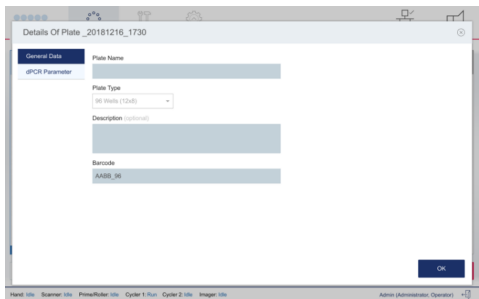 Details Of Plate _20181216_1730
General Data
dPCR Parameter
Plate Name
Plate Type
96 Wells (12x8)
Description (optional)
Barcode
AABB_96
OK
Hand: Idle Scanner: Idle Prime/Roller: Idle Cycler 1: Run Cycler 2: Idle Imager: Idle Admin (Administrator, Operator)